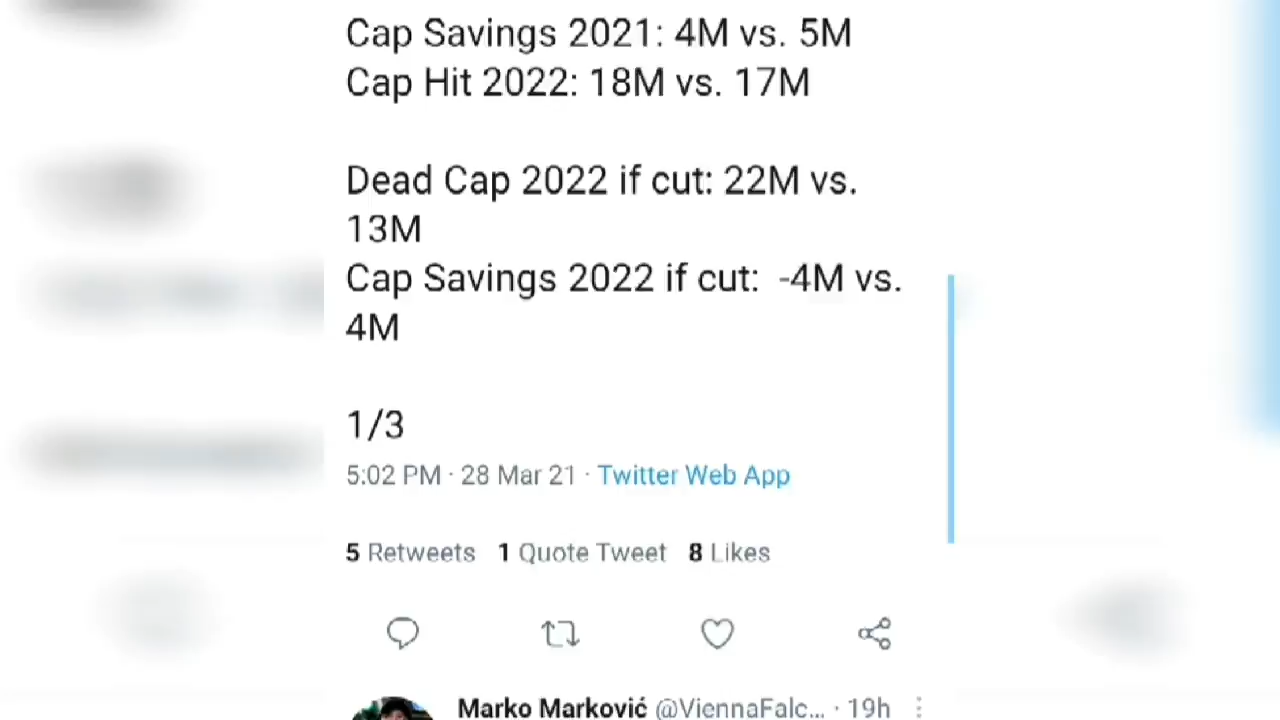 Cap Savings 2021: 4M vs. 5M
Cap Hit 2022: 18M vs. 17M
Dead Cap 2022 if cut: 22M vs.
13M
Cap Savings 2022 if cut:  -4M vs.
4M
1/3
5:02 PM · 28 Mar 21 · Twitter Web App
5 Retweets 1 Quote Tweet 8 Likes
Marko Marković @ViennaFalc... · 19h